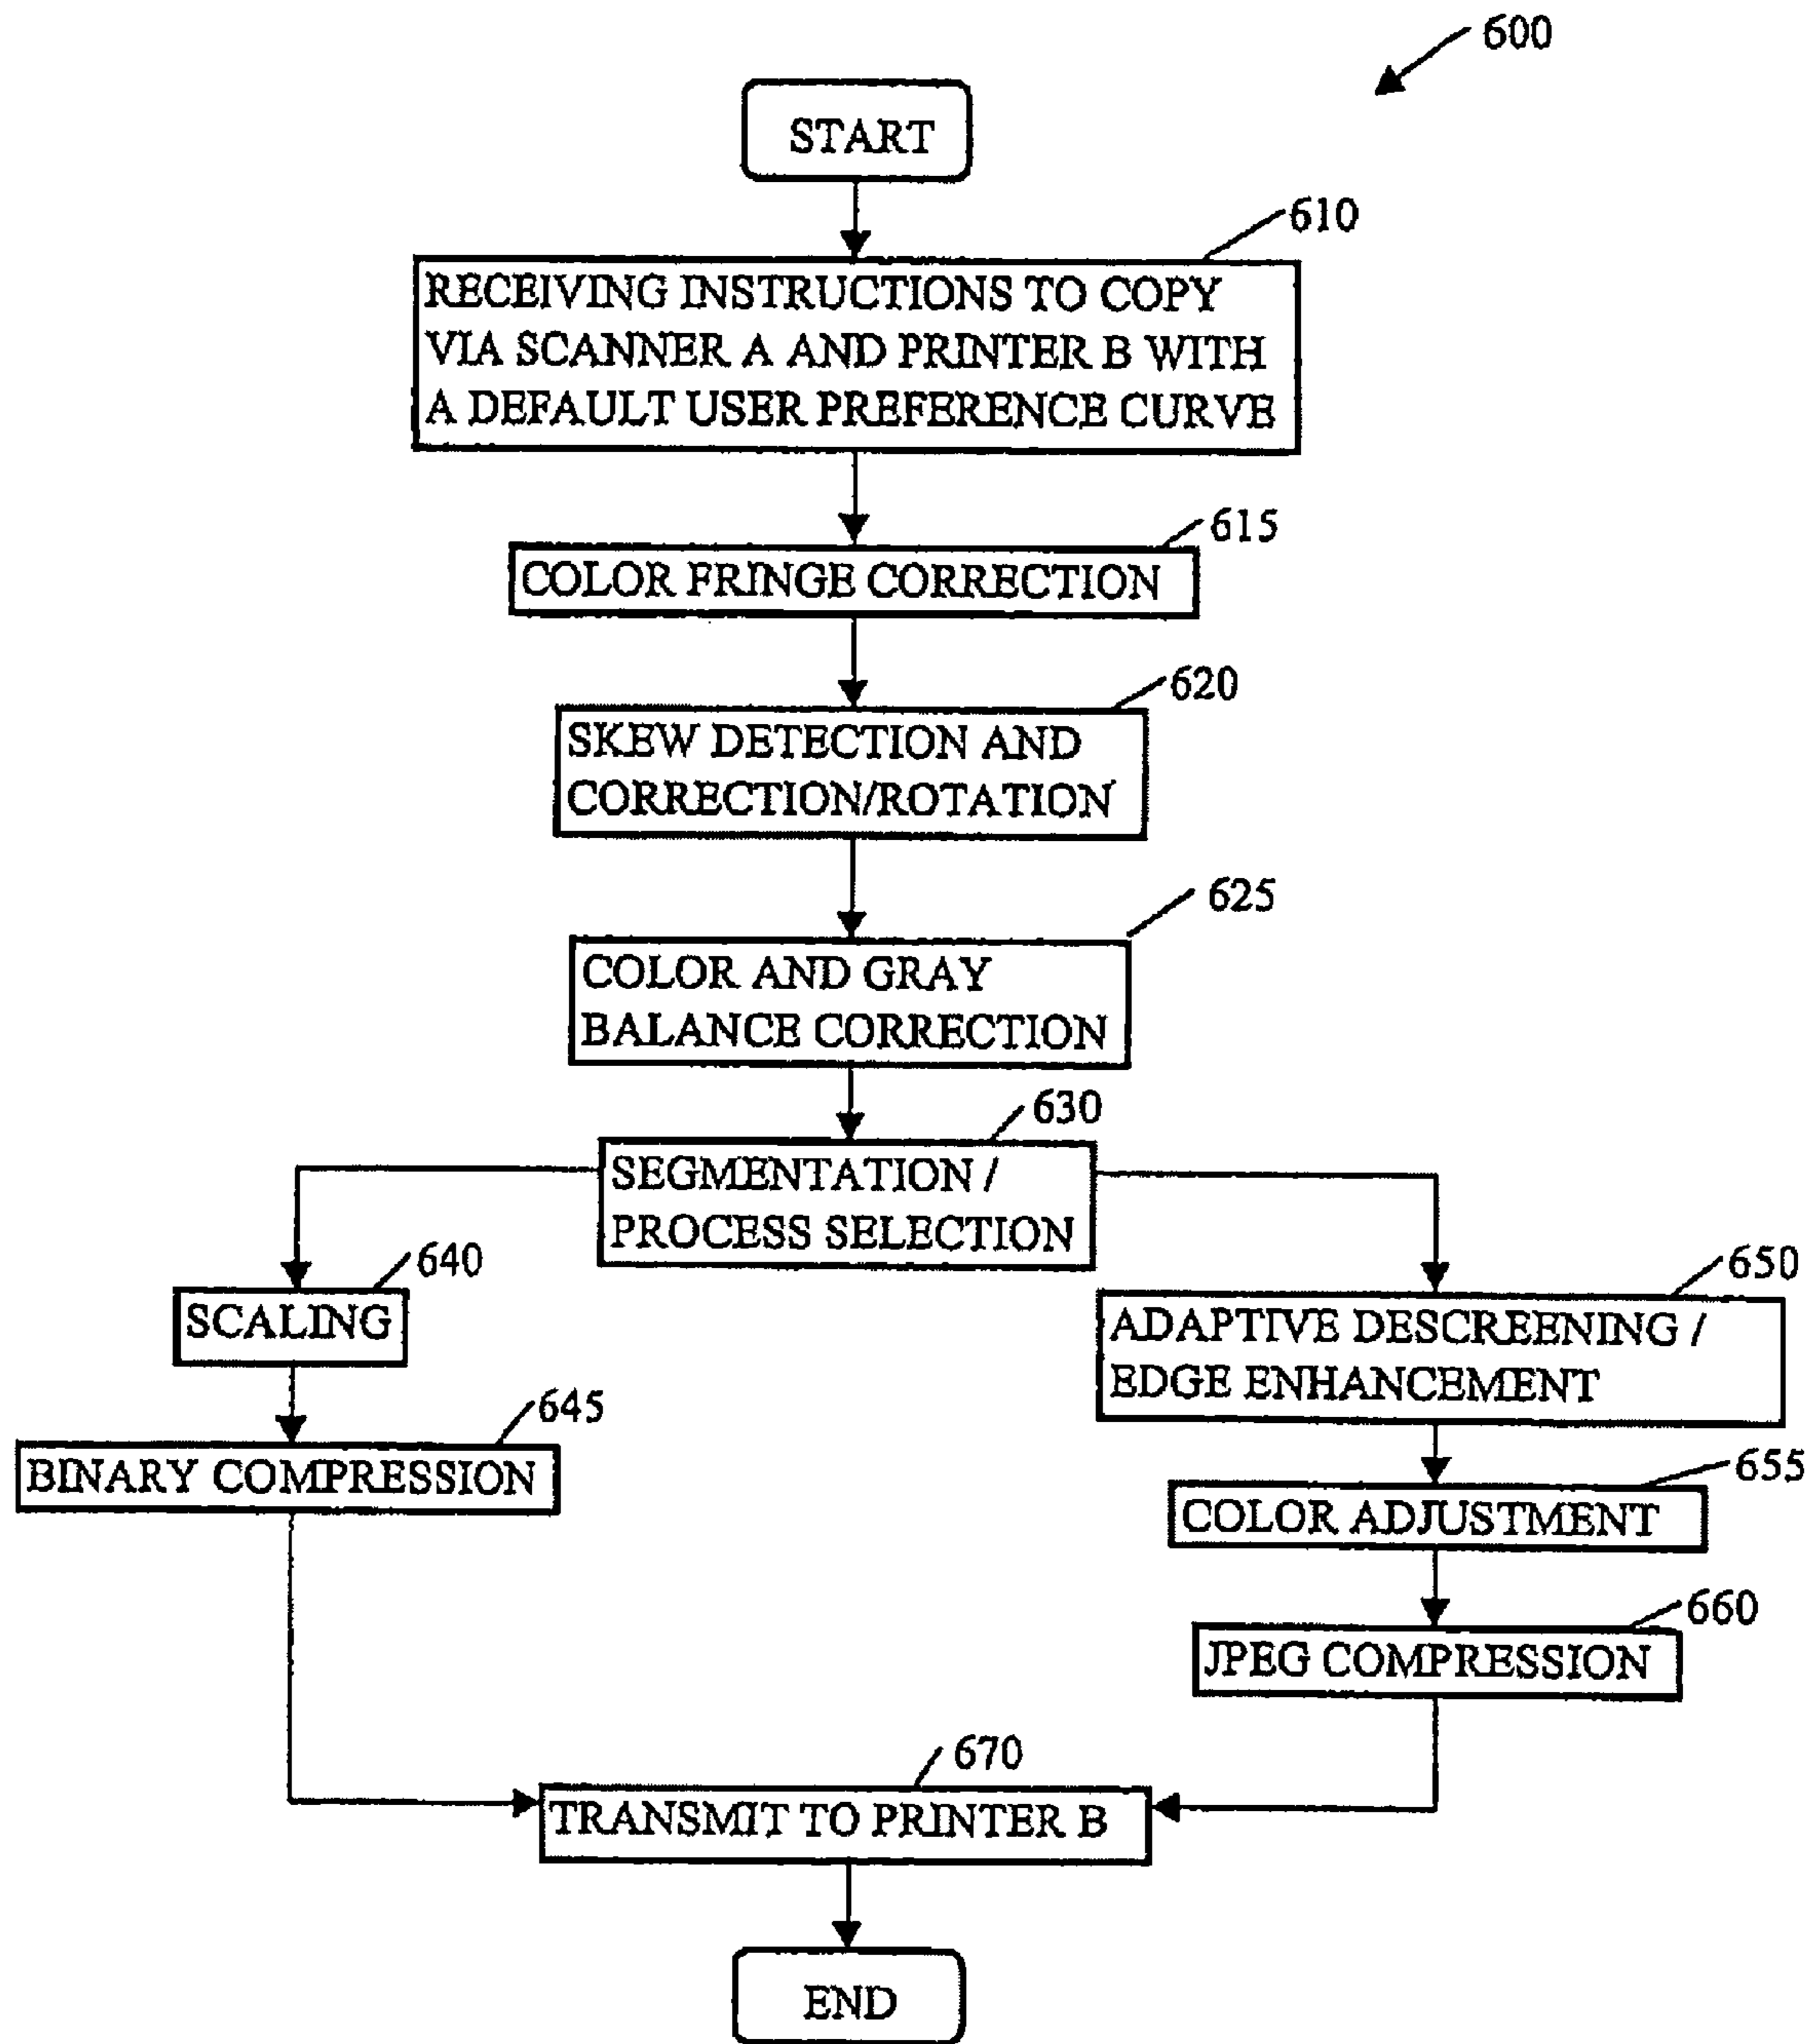 600
START
610
RECEIVING INSTRUCTIONS TO COPY
VIA SCANNER A AND PRINTER B WITH
A DEFAULT USER PREFERENCE CURVE
615
COLOR FRINGE CORRECTION
620
SKEW DETECTION AND
CORRECTION/ROTATION
625
COLOR AND GRAY
BALANCE CORRECTION
630
SEGMENTATION /
PROCESS SELECTION
640
SCALING
645
BINARY COMPRESSION
650
ADAPTIVE DESCREENING /
EDGE ENHANCEMENT
655
COLOR ADJUSTMENT
660
JPEG COMPRESSION
670
TRANSMIT TO PRINTER B
END